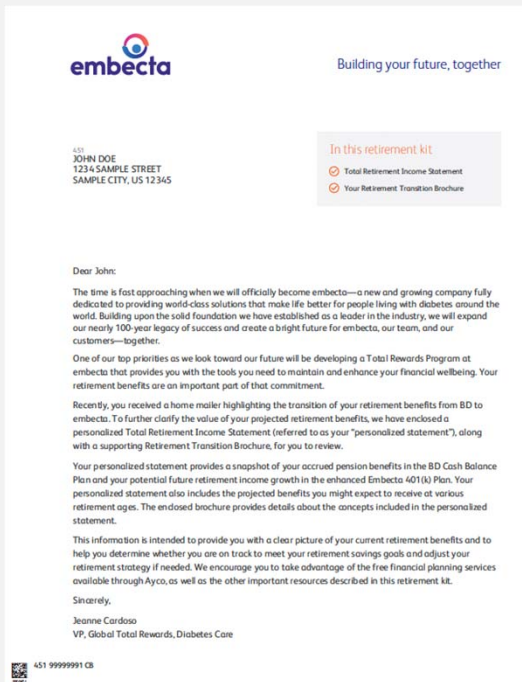 embecta
Building your future, together
451
JOHN DOE
1234 SAMPLE STREET
SAMPLE CITY, US 12345
In this retirement kit
Total Retirement Income Statement
Your Retirement Transition Brochure
Dear John:
The time is fast approaching when we will officially become embecta—a new and growing company fully
dedicated to providing world-class solutions that make life better for people living with diabetes around the
world. Building upon the solid foundation we have established as a leader in the industry, we will expand
our nearly 100-year legacy of success and create a bright future for embecta, our team, and our
customers—together.
One of our top priorities as we look toward our future will be developing a Total Rewards Program at
embecta that provides you with the tools you need to maintain and enhance your financial wellbeing. Your
retirement benefits are an important part of that commitment.
Recently, you received a home mailer highlighting the transition of your retirement benefits from BD to
embecta. To further clarify the value of your projected retirement benefits, we have enclosed a
personalized Total Retirement Income Statement (referred to as your "personalized statement"), along
with a supporting Retirement Transition Brochure, for you to review.
Your personalized statement provides a snapshot of your accrued pension benefits in the BD Cash Balance
Plan and your potential future retirement income growth in the enhanced Embecta 401(k) Plan. Your
personalized statement also includes the projected benefits you might expect to receive at various
retirement ages. The enclosed brochure provides details about the concepts included in the personalized
statement.
This information is intended to provide you with a clear picture of your current retirement benefits and to
help you determine whether you are on track to meet your retirement savings goals and adjust your
retirement strategy if needed. We encourage you to take advantage of the free financial planning services
available through Ayco, as well as the other important resources described in this retirement kit.
Sincerely,
Jeanne Cardoso
VP, Global Total Rewards, Diabetes Care
451 99999991 CB